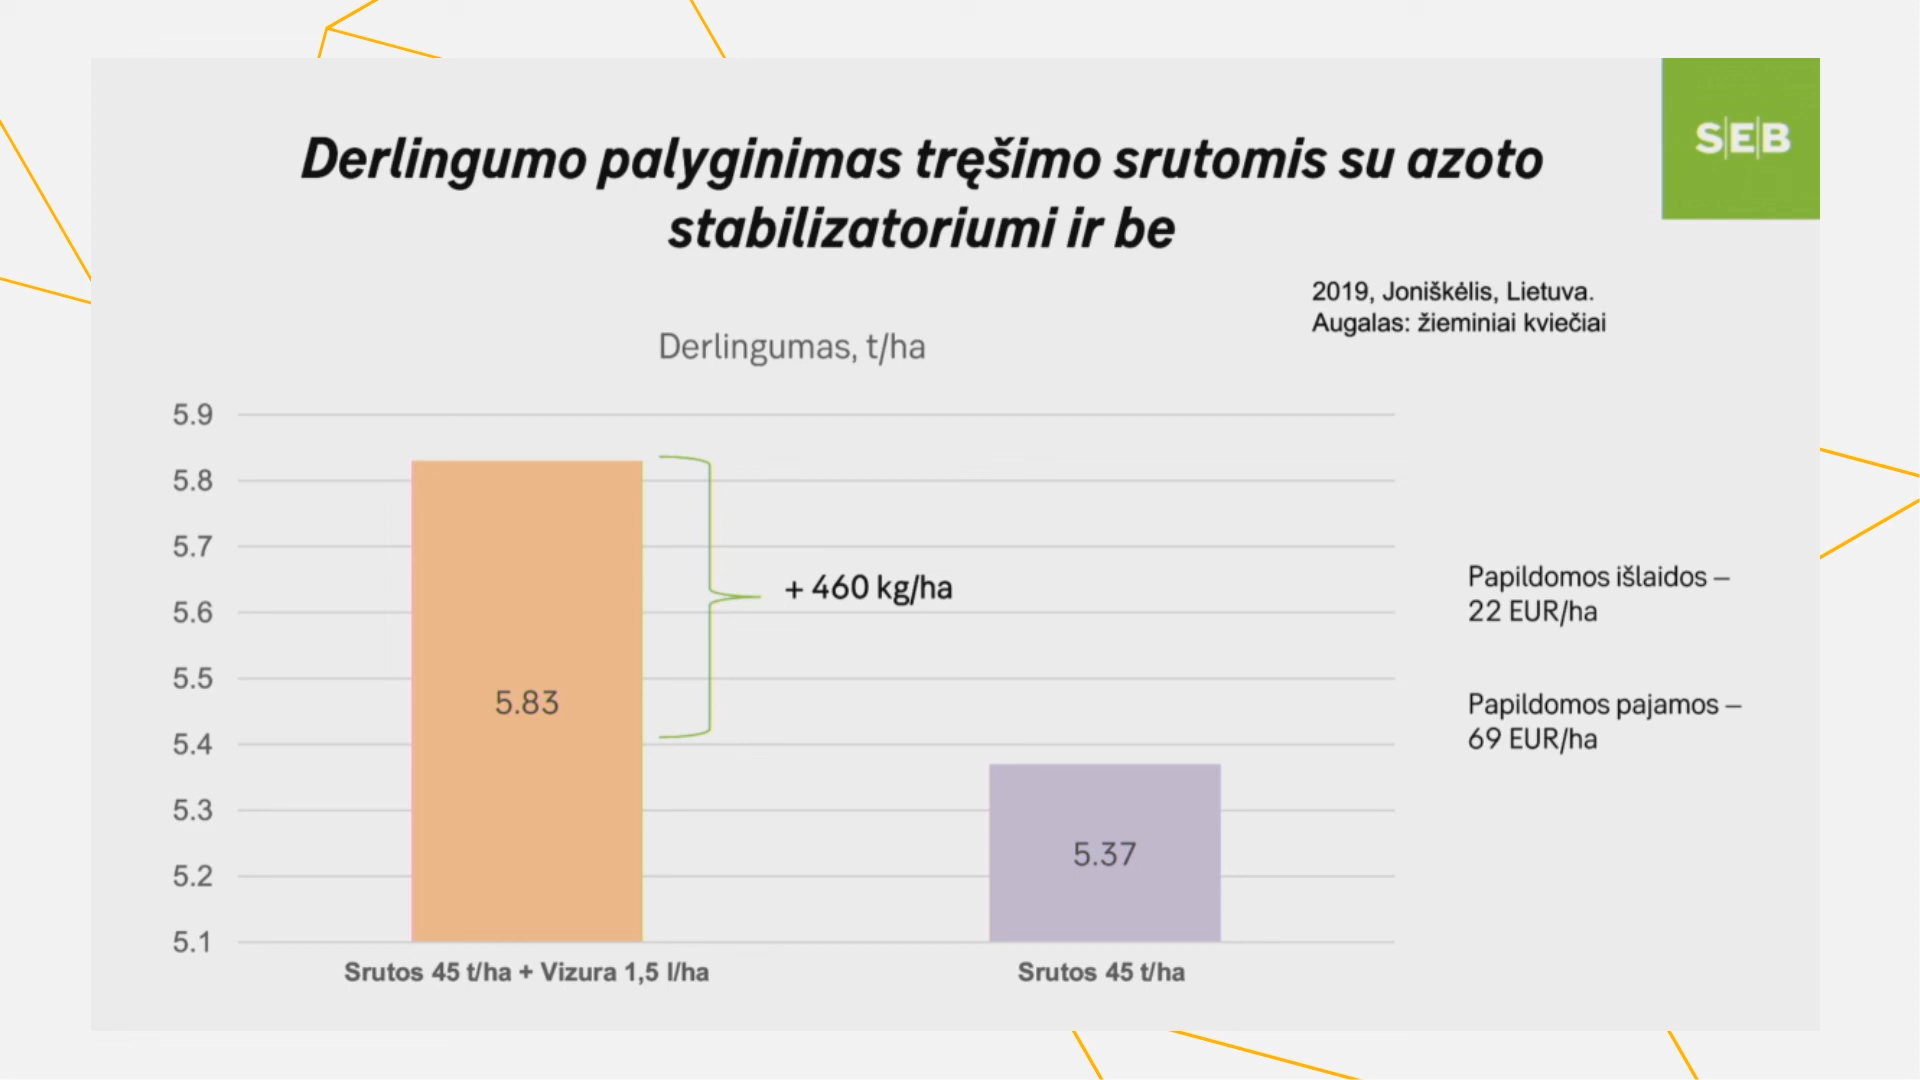 SEB
Derlingumo palyginimas tręšimo srutomis su azoto
stabilizatoriumi ir be
2019, Joniškėlis, Lietuva.
Augalas: žieminiai kviečiai
Derlingumas, t/ha
5.9
5.8
5.7
5.6
5.5
5.4
5.3
5.2
5.1
5.83
+ 460 kg/ha
5.37
Srutos 45 t/ha + Vizura 1,5 l/ha
Srutos 45 t/ha
Papildomos išlaidos –
22 EUR/ha
Papildomos pajamos –
69 EUR/ha